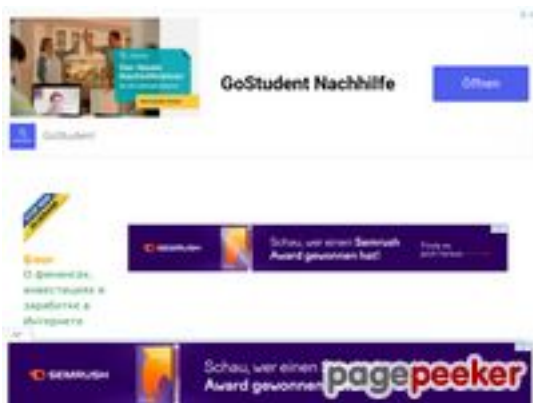 GoStudent Nachhilfe
Öffnen
GoStudent
SEMRUSH
Schau, wer einen Semrush
Award gewonnen hat!
Блог
О финансах,
инвестициях и
заработке в
Интернете
SEMRUSH
Schau, wer einen
Award gewonnen
pagepeeker